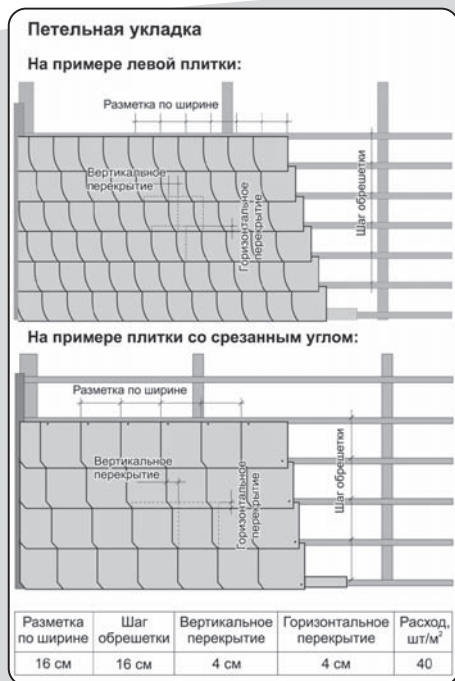 Петельная укладка
На примере левой плитки:
Разметка по ширине
Вертикальное
перекрытие
Горизонтальное
перекрытие
Шаг обрешетки
На примере плитки со срезанным углом:
Разметка по ширине
Вертикальное
перекрытие
Горизонтальное
перекрытие
Шаг обрешетки
Разметка по ширине | Шаг обрешетки | Вертикальное перекрытие | Горизонтальное перекрытие | Расход, шт/м²
16 см | 16 см | 4 см | 4 см | 40